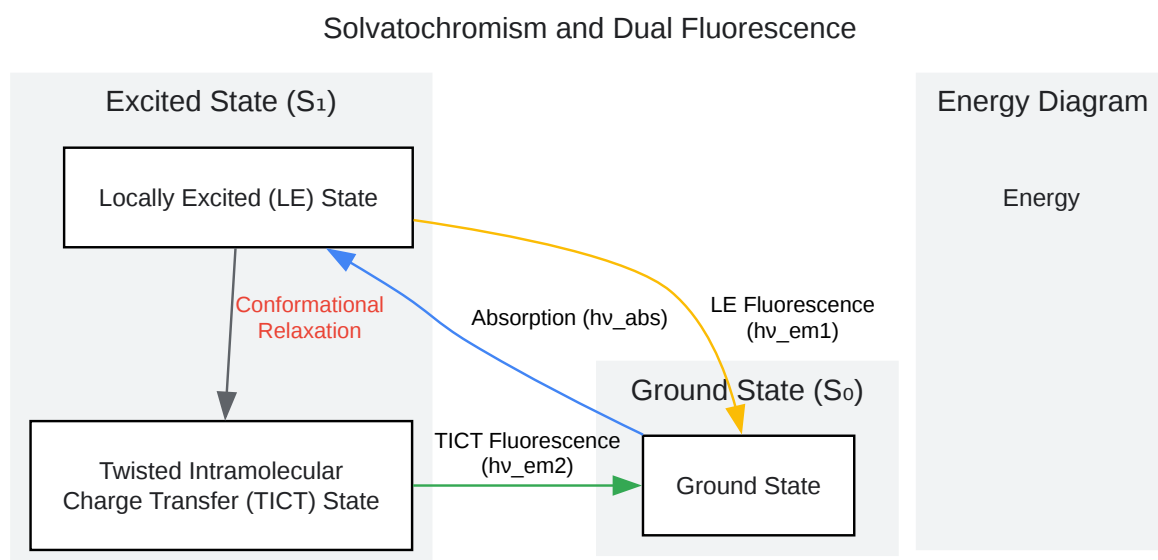 Solvatochromism and Dual Fluorescence
Excited State (S₁)
Energy Diagram
Locally Excited (LE) State
Energy
Conformational
Relaxation
Absorption (hν_abs)
LE Fluorescence
(hν_em1)
Ground State (S₀)
TICT Fluorescence
(hν_em2)
Twisted Intramolecular
Charge Transfer (TICT) State
Ground State